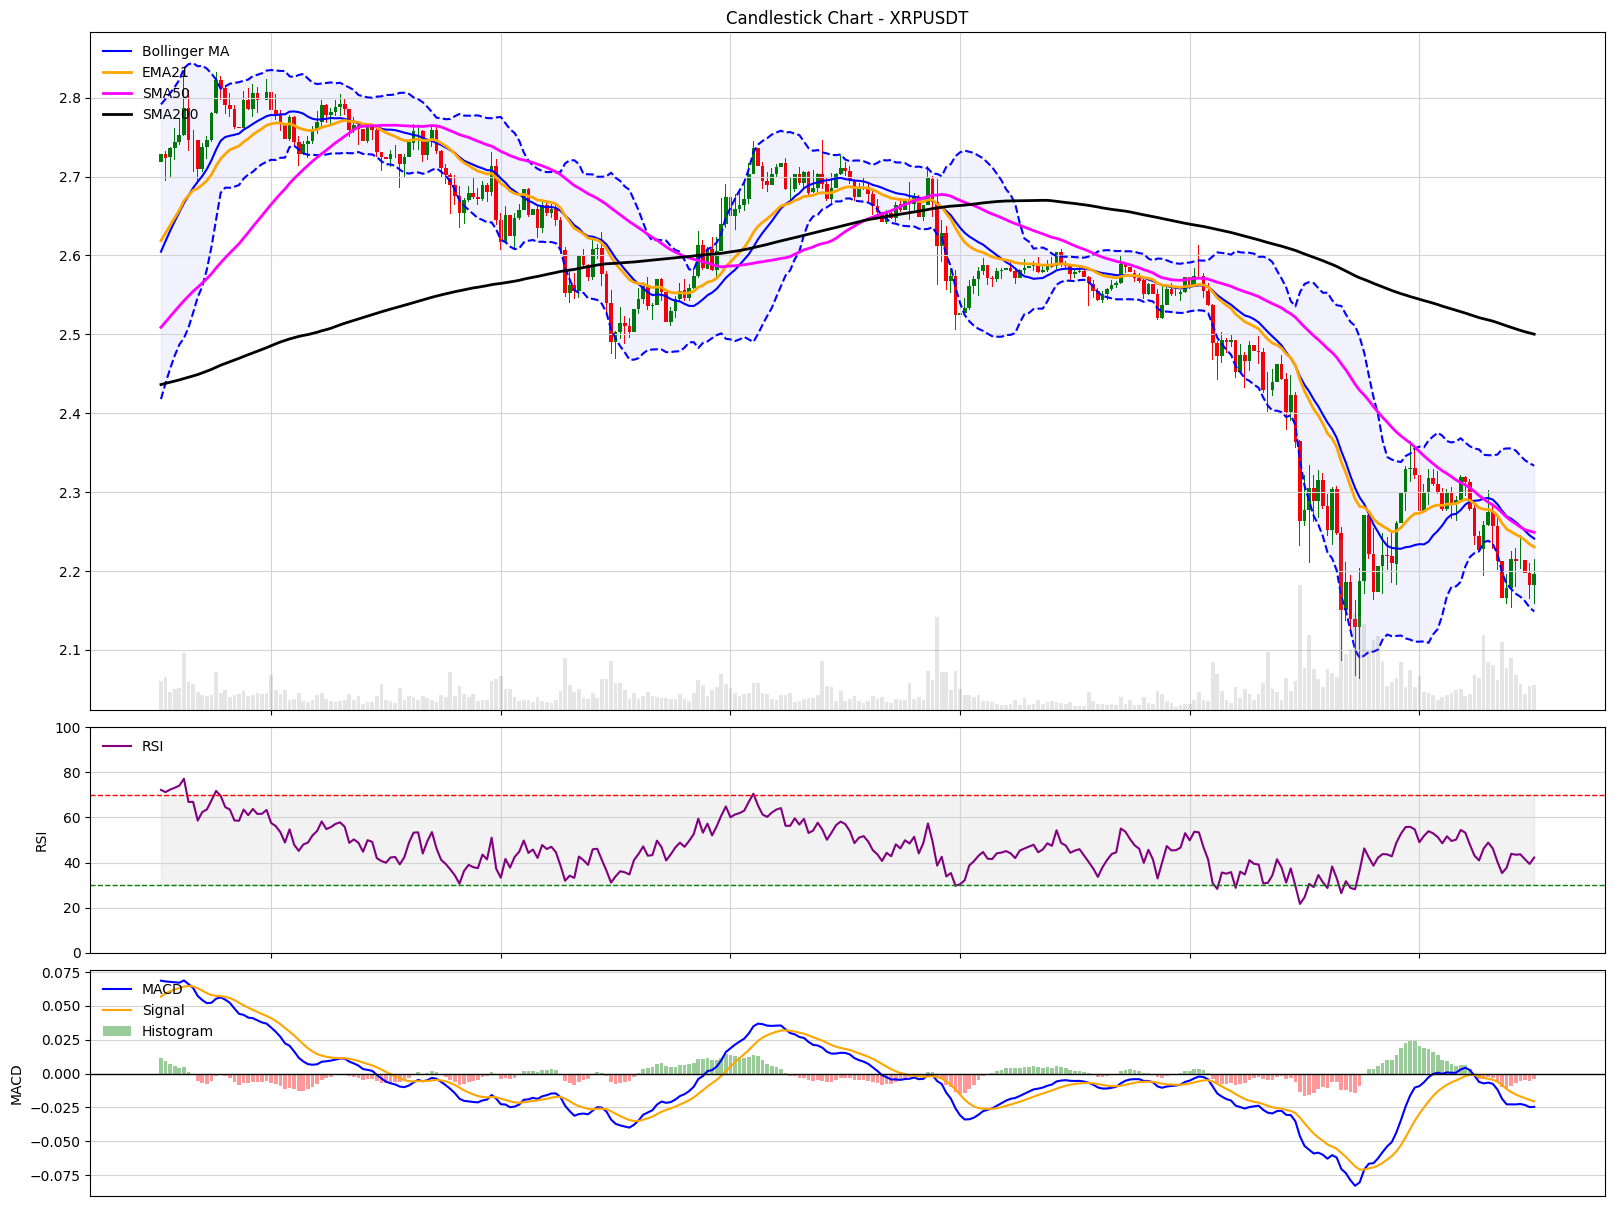 Candlestick Chart - XRPUSDT
Bollinger MA
EMA21
SMA50
SMA200
2.8
2.7
2.6
2.5
2.4
2.3
2.2
2.1
RSI
100
80
60
40
20
0
RSI
MACD
Signal
Histogram
0.075
0.050
0.025
0.000
−0.025
−0.050
−0.075
MACD